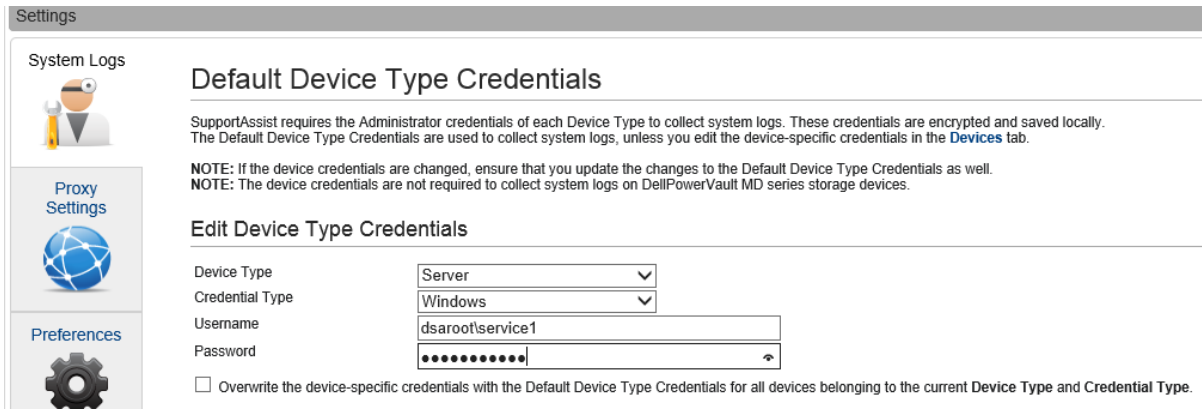 Settings
System Logs
Default Device Type Credentials
SupportAssist requires the Administrator credentials of each Device Type to collect system logs. These credentials are encrypted and saved locally.
The Default Device Type Credentials are used to collect system logs, unless you edit the device-specific credentials in the Devices tab.
NOTE: If the device credentials are changed, ensure that you update the changes to the Default Device Type Credentials as well.
NOTE: The device credentials are not required to collect system logs on DellPowerVault MD series storage devices.
Proxy
Settings
Edit Device Type Credentials
Device Type
Server
Credential Type
Windows
Username
dsaroot\service1
Preferences
Password
●●●●●●●●●●●
Overwrite the device-specific credentials with the Default Device Type Credentials for all devices belonging to the current Device Type and Credential Type.